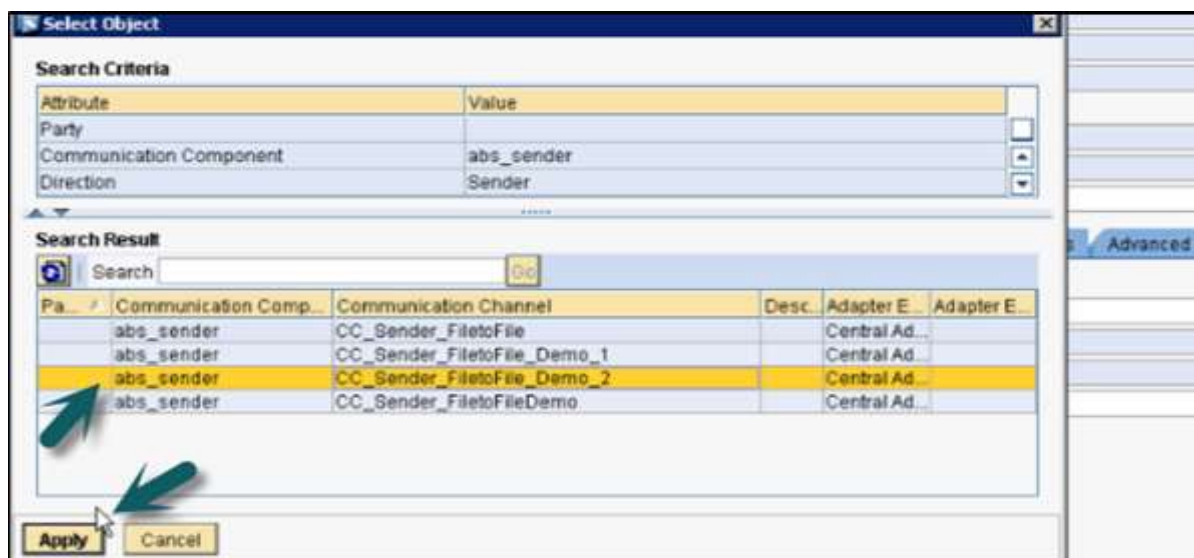 Select Object
Search Criteria
Attribute Value
Party
Communication Component abs_sender
Direction Sender
Search Result
s Advanced
Search Go
Pa... Communication Comp... Communication Channel Desc... Adapter E... Adapter E...
abs_sender CC_Sender_FiletoFile Central Ad...
abs_sender CC_Sender_FiletoFile_Demo_1 Central Ad...
abs_sender CC_Sender_FiletoFile_Demo_2 Central Ad...
abs_sender CC_Sender_FiletoFileDemo Central Ad...
Apply Cancel